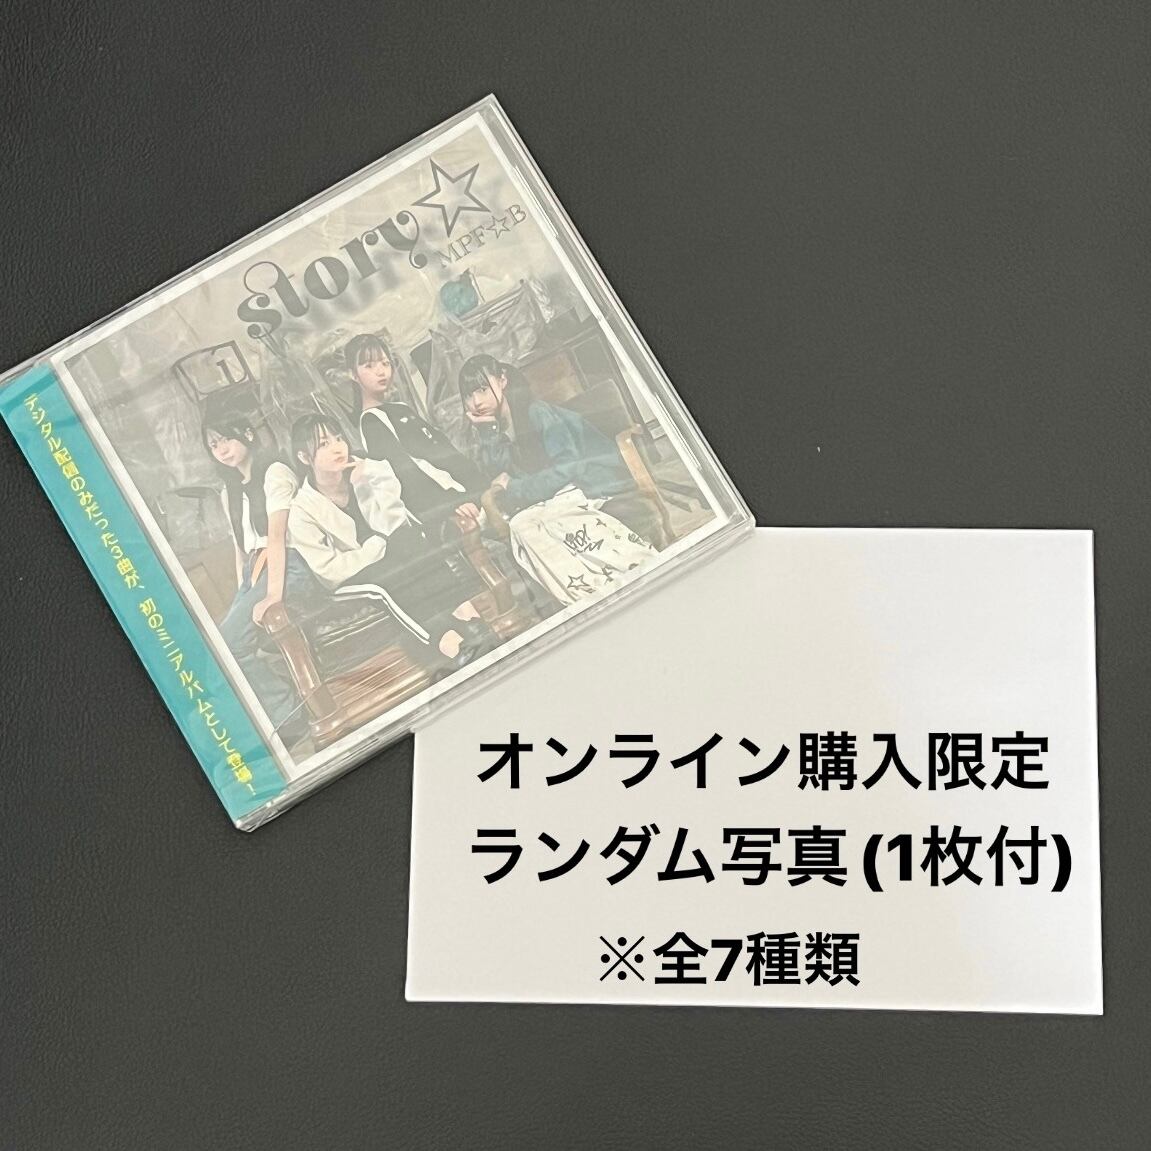 story☆
MPF☆B
デジタル配信のみだった3曲が、初のミニアルバムとして登場！
オンライン購入限定
ランダム写真(1枚付)
※全7種類